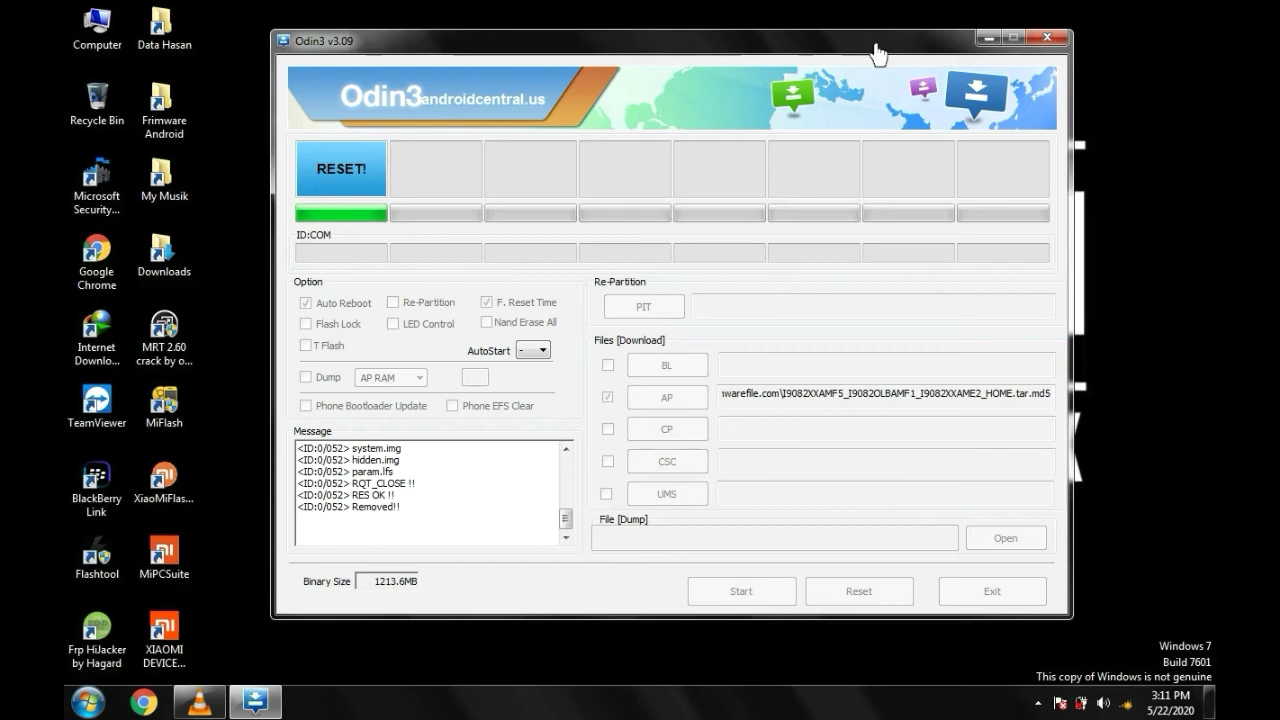 Computer
Data Hasan
Recycle Bin
Frimware
Android
Microsoft
Security...
My Musik
Google
Chrome
Downloads
Internet
Downlo...
MRT 2.60
crack by o...
TeamViewer
MiFlash
BlackBerry
Link
XiaoMiFlas...
Flashtool
MiPCSuite
Frp HiJacker
by Hagard
XIAOMI
DEVICE...
Odin3 v3.09
Odin3androidcentral.us
RESET!
ID:COM
Option
Auto Reboot
Re-Partition
F. Reset Time
Flash Lock
LED Control
Nand Erase All
T Flash
AutoStart -
Dump
AP RAM
Phone Bootloader Update
Phone EFS Clear
Message
<ID:0/052> system.img
<ID:0/052> hidden.img
<ID:0/052> param.lfs
<ID:0/052> RQT_CLOSE !!
<ID:0/052> RES OK !!
<ID:0/052> Removed!!
Re-Partition
PIT
Files [Download]
BL
AP
warefile.com\I9082XXAMF5_I9082OLBAMF1_I9082XXAME2_HOME.tar.md5
CP
CSC
UMS
File [Dump]
Open
Binary Size
1213.6MB
Start
Reset
Exit
Windows 7
Build 7601
This copy of Windows is not genuine
3:11 PM
5/22/2020